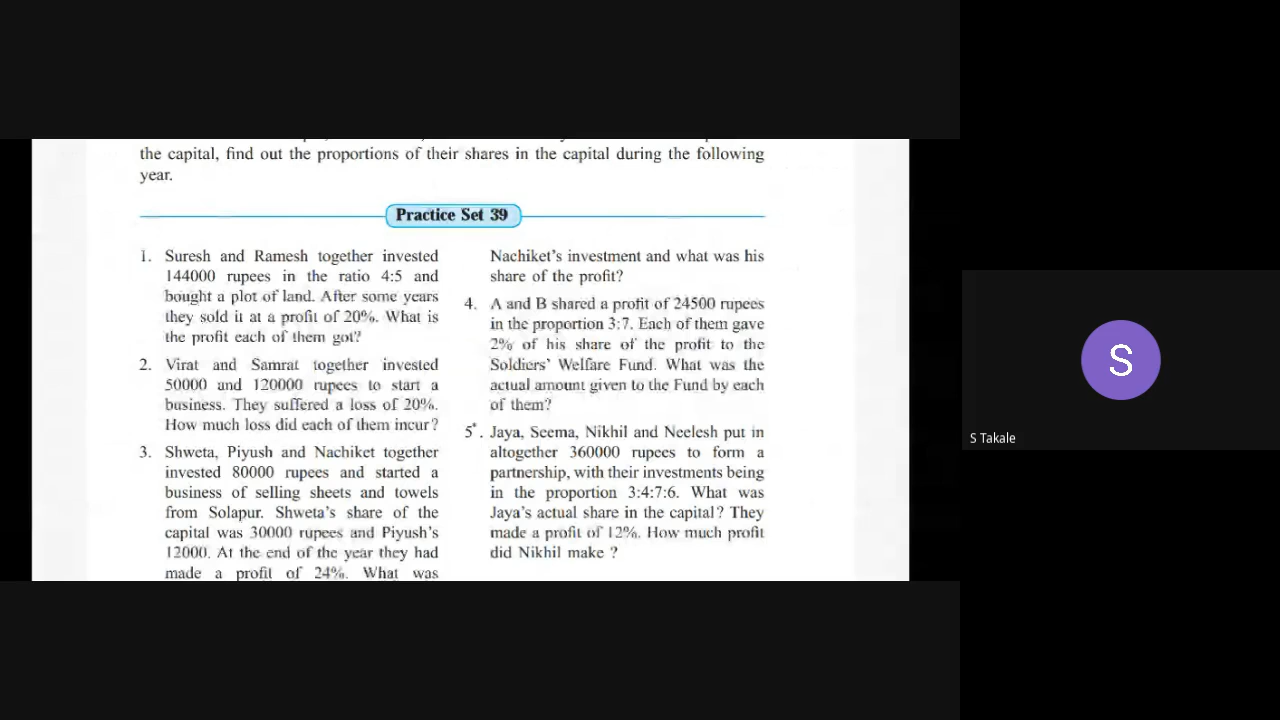 the capital, find out the proportions of their shares in the capital during the following
year.
Practice Set 39
1. Suresh and Ramesh together invested
144000 rupees in the ratio 4:5 and
bought a plot of land. After some years
they sold it at a profit of 20%. What is
the profit each of them got?
2. Virat and Samrat together invested
50000 and 120000 rupees to start a
business. They suffered a loss of 20%.
How much loss did each of them incur?
3. Shweta, Piyush and Nachiket together
invested 80000 rupees and started a
business of selling sheets and towels
from Solapur. Shweta's share of the
capital was 30000 rupees and Piyush's
12000. At the end of the year they had
made a profit of 24%. What was
Nachiket's investment and what was his
share of the profit?
4. A and B shared a profit of 24500 rupees
in the proportion 3:7. Each of them gave
2% of his share of the profit to the
Soldiers' Welfare Fund. What was the
actual amount given to the Fund by each
of them?
5*. Jaya, Seema, Nikhil and Neelesh put in
altogether 360000 rupees to form a
partnership, with their investments being
in the proportion 3:4:7:6. What was
Jaya's actual share in the capital? They
made a profit of 12%. How much profit
did Nikhil make ?
S
S Takale